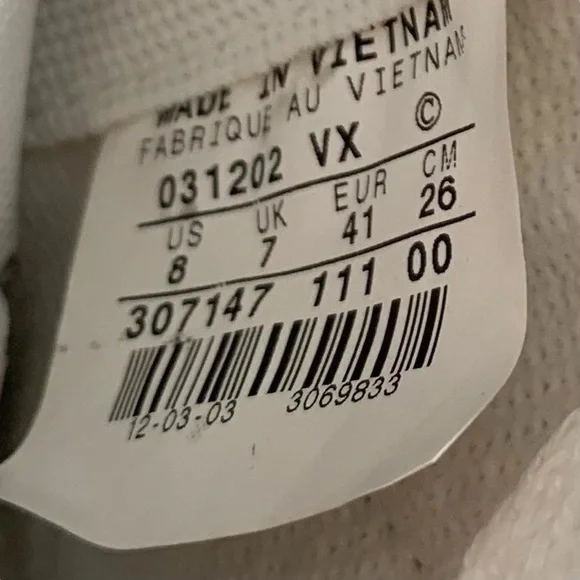 MADE IN VIETNAM
FABRIQUE AU VIETNAM
031202 VX ©
US UK EUR CM
8 7 41 26
307147 111 00
12-03-03 3069833